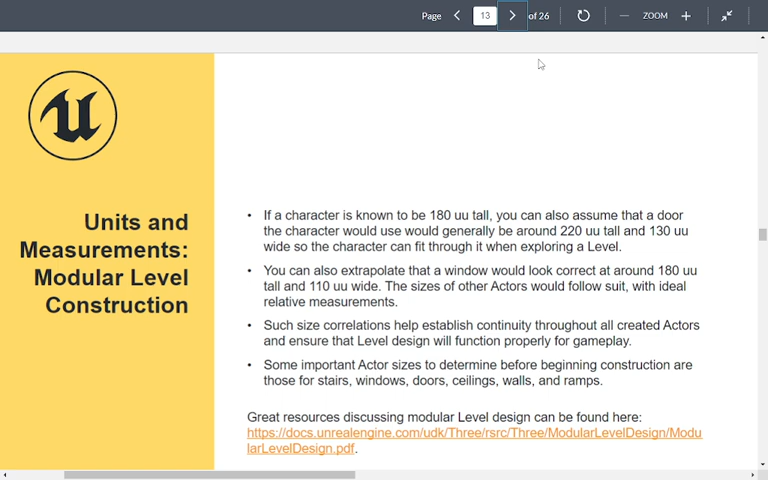 Page 13 of 26 ZOOM
Units and
Measurements:
Modular Level
Construction
• If a character is known to be 180 uu tall, you can also assume that a door
the character would use would generally be around 220 uu tall and 130 uu
wide so the character can fit through it when exploring a Level.
• You can also extrapolate that a window would look correct at around 180 uu
tall and 110 uu wide. The sizes of other Actors would follow suit, with ideal
relative measurements.
• Such size correlations help establish continuity throughout all created Actors
and ensure that Level design will function properly for gameplay.
• Some important Actor sizes to determine before beginning construction are
those for stairs, windows, doors, ceilings, walls, and ramps.
Great resources discussing modular Level design can be found here:
https://docs.unrealengine.com/udk/Three/rsrc/Three/ModularLevelDesign/Modu
larLevelDesign.pdf.